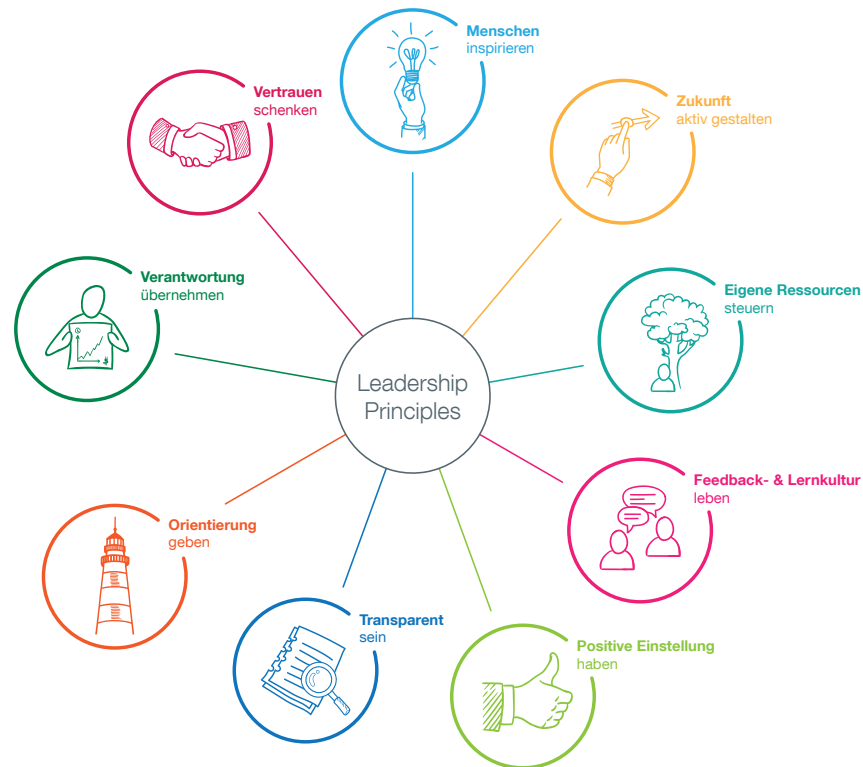 Menschen
inspirieren
Vertrauen
schenken
Zukunft
aktiv gestalten
Verantwortung
übernehmen
Eigene Ressourcen
steuern
Leadership
Principles
Feedback- & Lernkultur
leben
Orientierung
geben
Transparent
sein
Positive Einstellung
haben